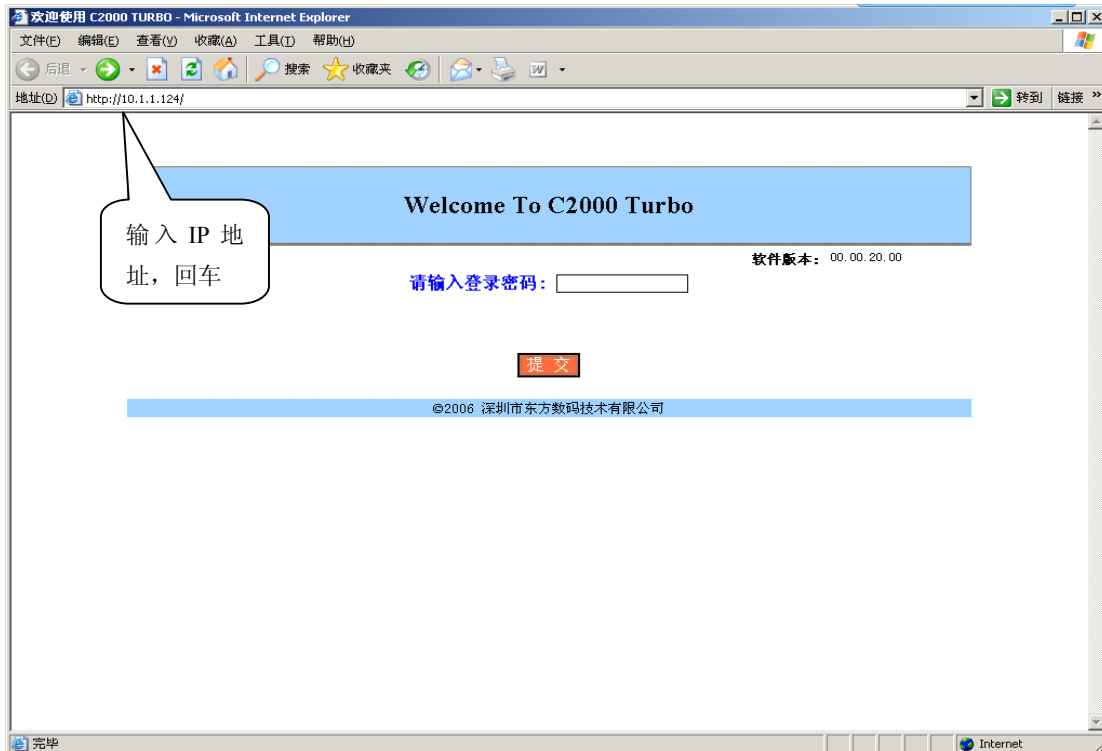 欢迎使用 C2000 TURBO - Microsoft Internet Explorer
文件(F) 编辑(E) 查看(V) 收藏(A) 工具(T) 帮助(H)
后退 搜索 收藏夹
地址(D) http://10.1.1.124/ 转到 链接 »
Welcome To C2000 Turbo
输入 IP 地
址，回车
软件版本： 00.00.20.00
请输入登录密码：
提 交
©2006 深圳市东方数码技术有限公司
完毕 Internet